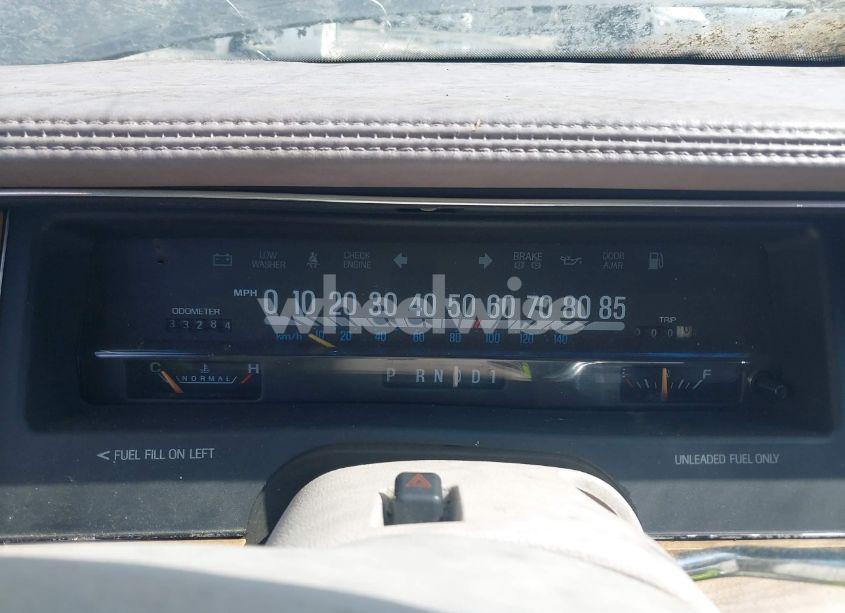 LOW WASHER
CHECK ENGINE
BRAKE
DOOR AJAR
MPH 0 10 20 30 40 50 60 70 80 85
wheelwise
ODOMETER
33284
TRIP
Km/h 10 20 40 60 80 100 120 140
C NORMAL H
P R N D D 1
E F
< FUEL FILL ON LEFT
UNLEADED FUEL ONLY